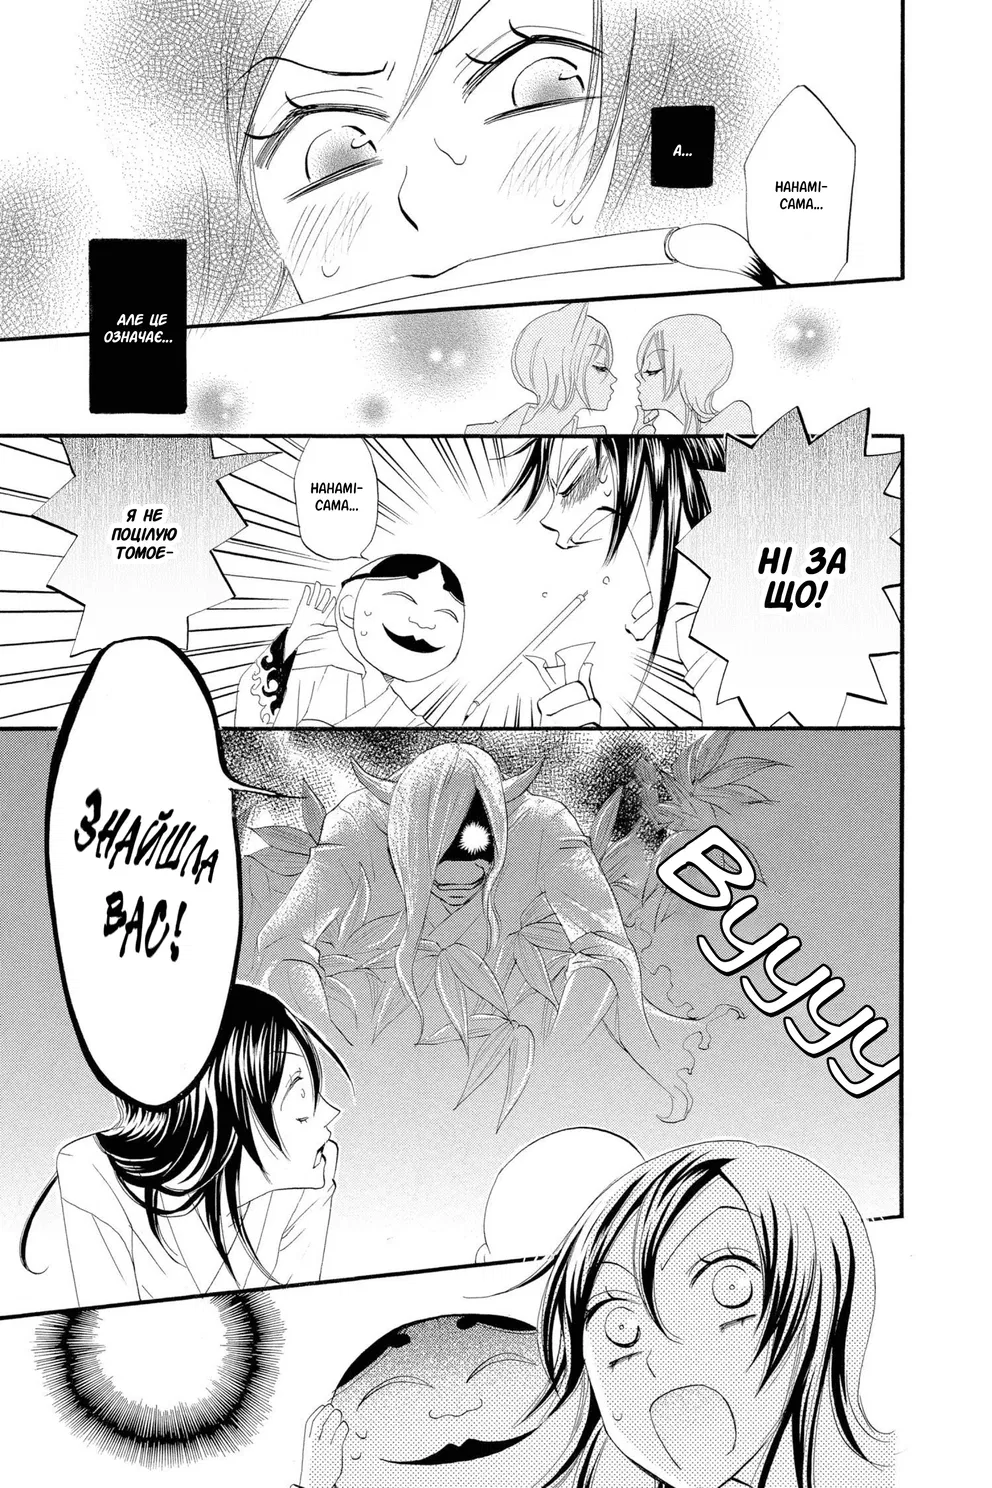 НАНАМІ-
САМА...
А...
АЛЕ ЦЕ
ОЗНАЧАЄ...
НІ ЗА
ЩО!
НАНАМІ-
САМА...
Я НЕ
ПОЦІЛУЮ
ТОМОЕ-
Вуууу
ЗНАЙШЛА
ВАС!